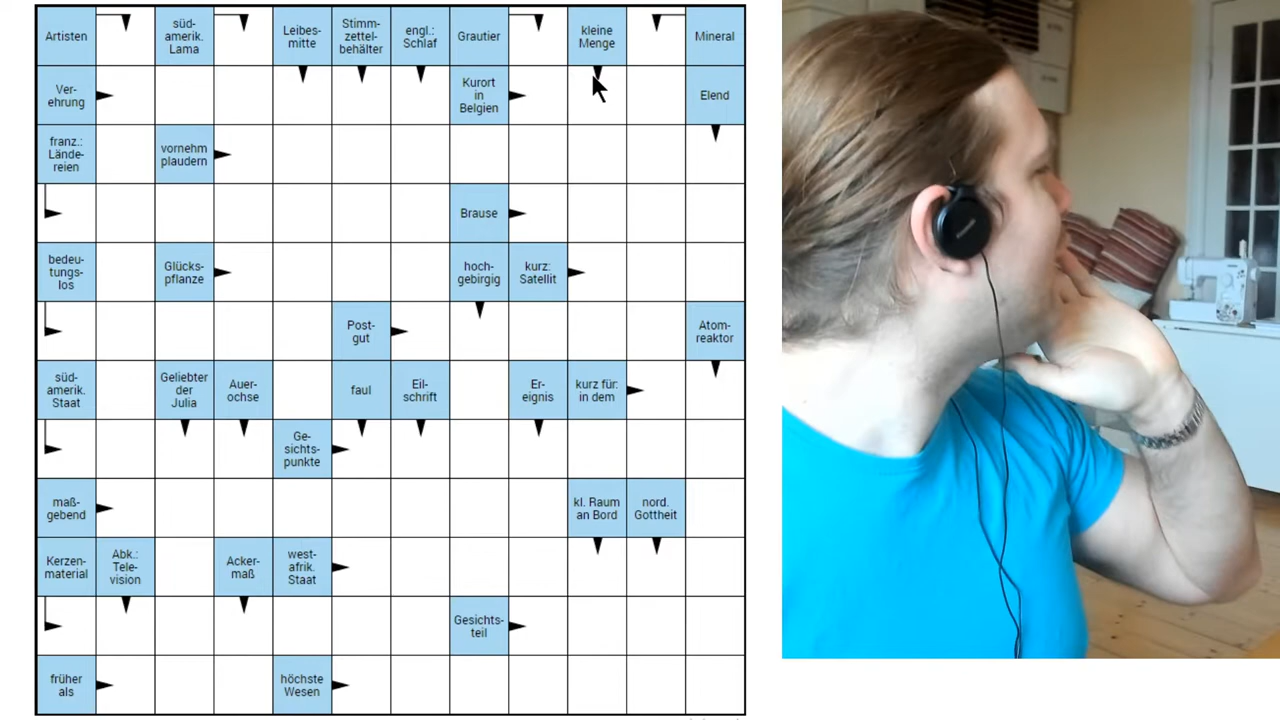 Artisten
süd-
amerik.
Lama
Leibes-
mitte
Stimm-
zettel-
behälter
engl.:
Schlaf
Grautier
kleine
Menge
Mineral
Ver-
ehrung
Kurort
in
Belgien
Elend
franz.:
Lände-
reien
vornehm
plaudern
Brause
bedeu-
tungs-
los
Glücks-
pflanze
hoch-
gebirgig
kurz:
Satellit
Post-
gut
Atom-
reaktor
süd-
amerik.
Staat
Geliebter
der
Julia
Auer-
ochse
faul
Eil-
schrift
Er-
eignis
kurz für:
in dem
Ge-
sichts-
punkte
maß-
gebend
kl. Raum
an Bord
nord.
Gottheit
Kerzen-
material
Abk.:
Tele-
vision
Acker-
maß
west-
afrik.
Staat
Gesichts-
teil
früher
als
höchste
Wesen